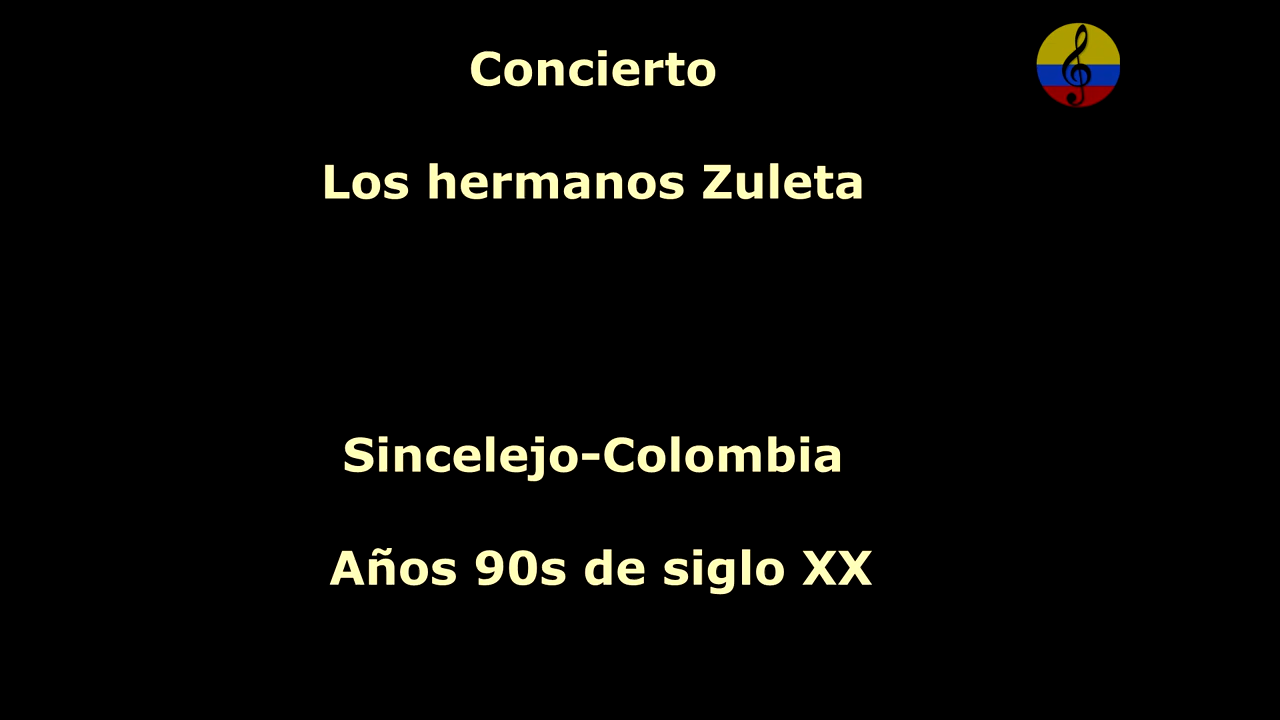 Concierto
Los hermanos Zuleta
Sincelejo-Colombia
Años 90s de siglo XX